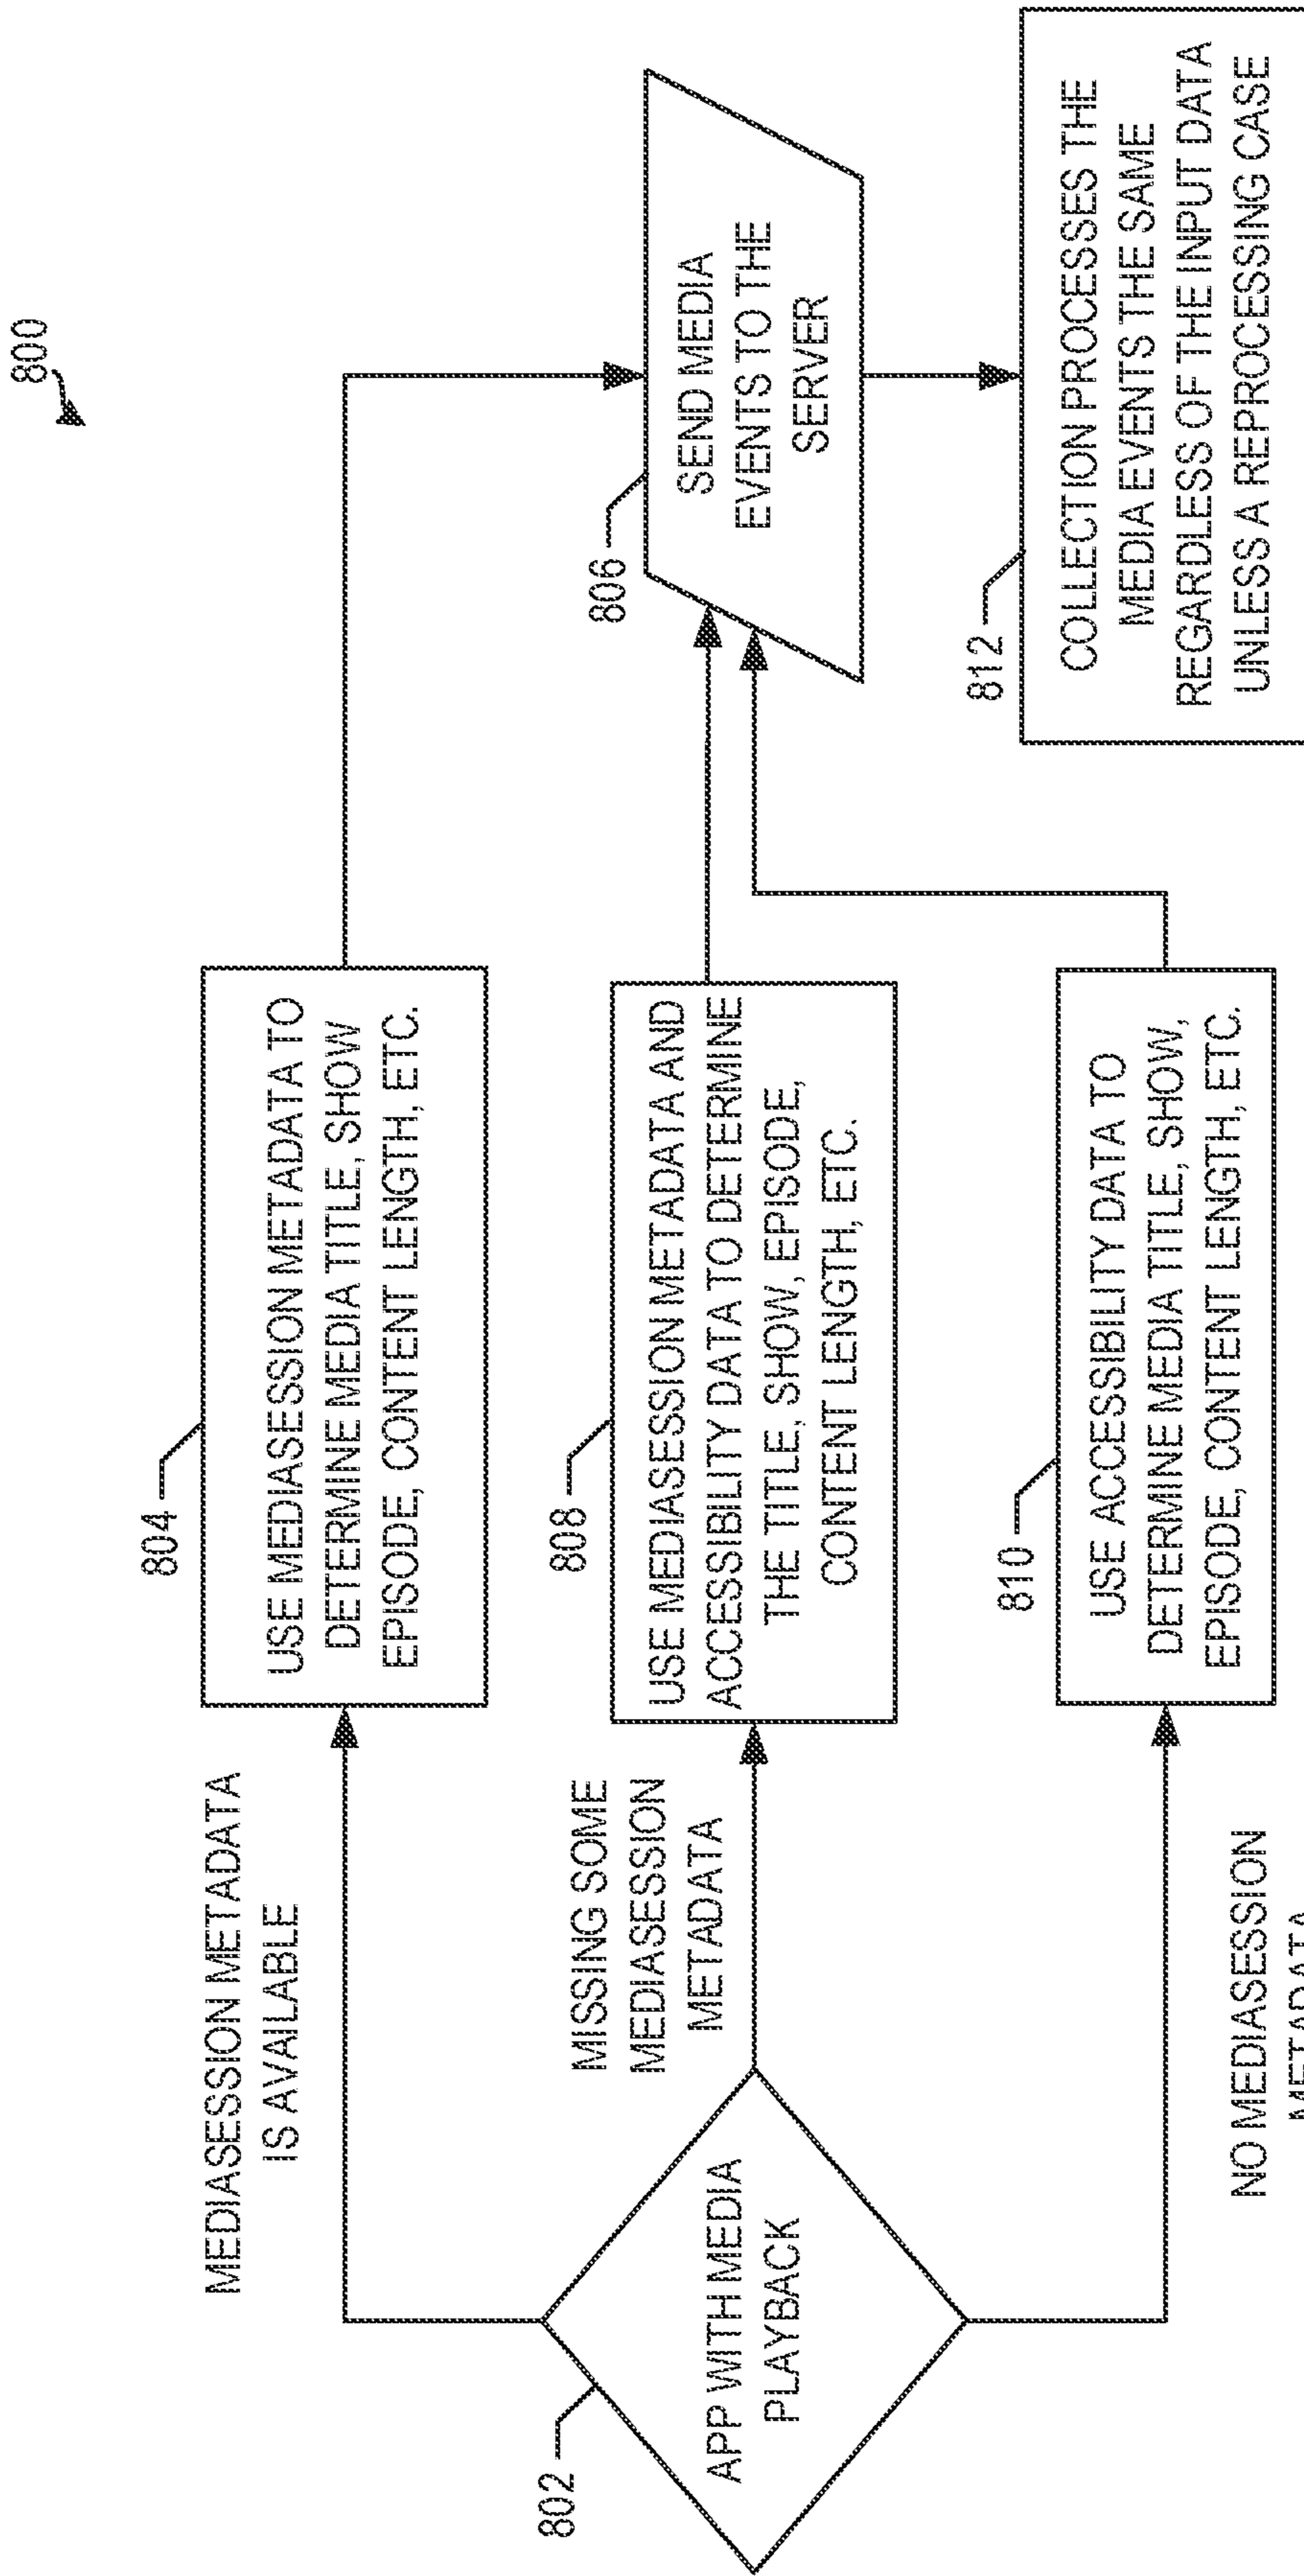 800
802
APP WITH MEDIA
PLAYBACK
MEDIASESSION METADATA
IS AVAILABLE
804
USE MEDIASESSION METADATA TO
DETERMINE MEDIA TITLE, SHOW
EPISODE, CONTENT LENGTH, ETC.
MISSING SOME
MEDIASESSION
METADATA
808
USE MEDIASESSION METADATA AND
ACCESSIBILITY DATA TO DETERMINE
THE TITLE, SHOW, EPISODE,
CONTENT LENGTH, ETC.
NO MEDIASESSION
METADATA
810
USE ACCESSIBILITY DATA TO
DETERMINE MEDIA TITLE, SHOW,
EPISODE, CONTENT LENGTH, ETC.
806
SEND MEDIA
EVENTS TO THE
SERVER
812
COLLECTION PROCESSES THE
MEDIA EVENTS THE SAME
REGARDLESS OF THE INPUT DATA
UNLESS A REPROCESSING CASE